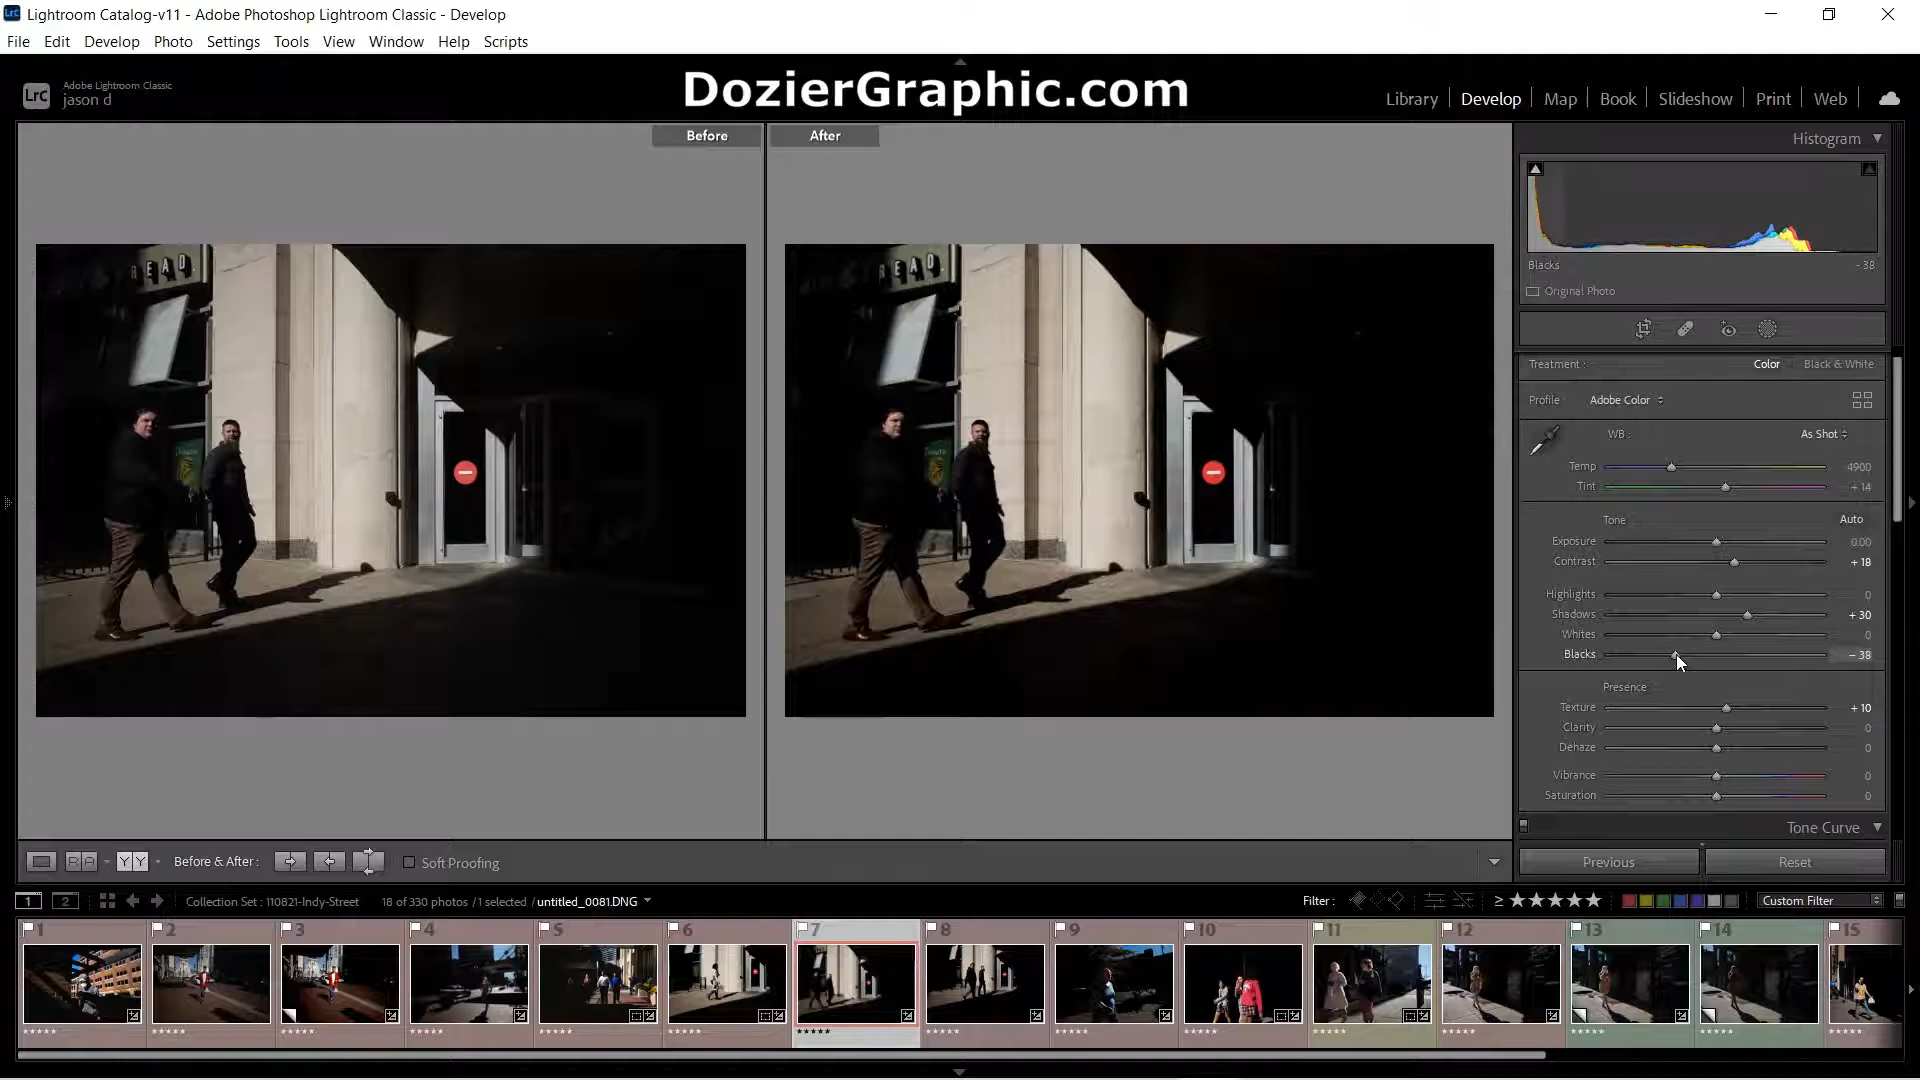 Lightroom Catalog-v11 - Adobe Photoshop Lightroom Classic - Develop
File Edit Develop Photo Settings Tools View Window Help Scripts
DozierGraphic.com
LrC
Adobe Lightroom Classic
jason d
Library Develop Map Book Slideshow Print Web
Histogram
Before After
Blacks - 38
Original Photo
READ
READ
Treatment : Color Black & White
Profile Adobe Color
WB : As Shot
Temp 4900
Tint + 14
Tone Auto
Exposure 0.00
Contrast + 18
Highlights 0
Shadows + 30
Whites 0
Blacks - 38
Presence
Texture + 10
Clarity 0
Dehaze 0
Vibrance 0
Saturation 0
Tone Curve
R A Y Y Before & After : Soft Proofing
Previous Reset
1 2 Collection Set : 110821-Indy-Street 18 of 330 photos / 1 selected / untitled_0081.DNG Filter : ≥ ★★★★★ Custom Filter
1 2 3 4 5 6 7 8 9 10 11 12 13 14 15